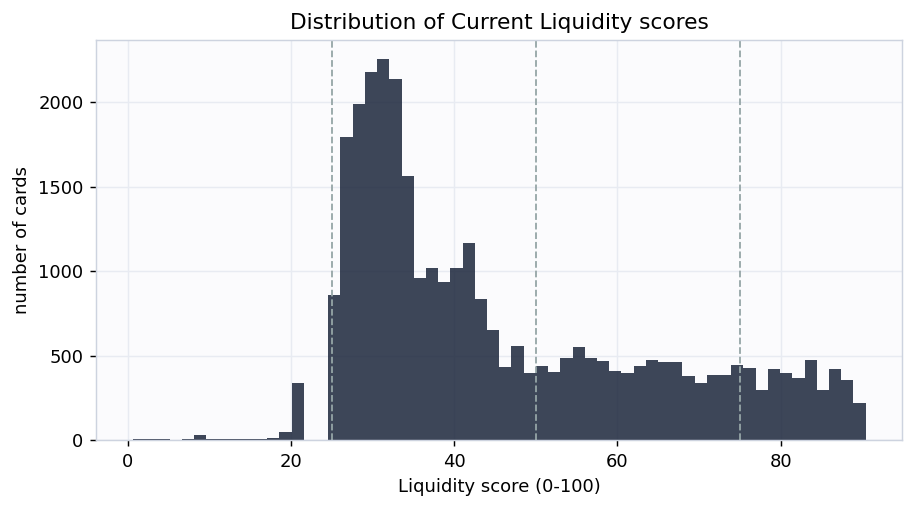 Distribution of Current Liquidity scores
number of cards
2000
1500
1000
500
0
0 20 40 60 80
Liquidity score (0-100)